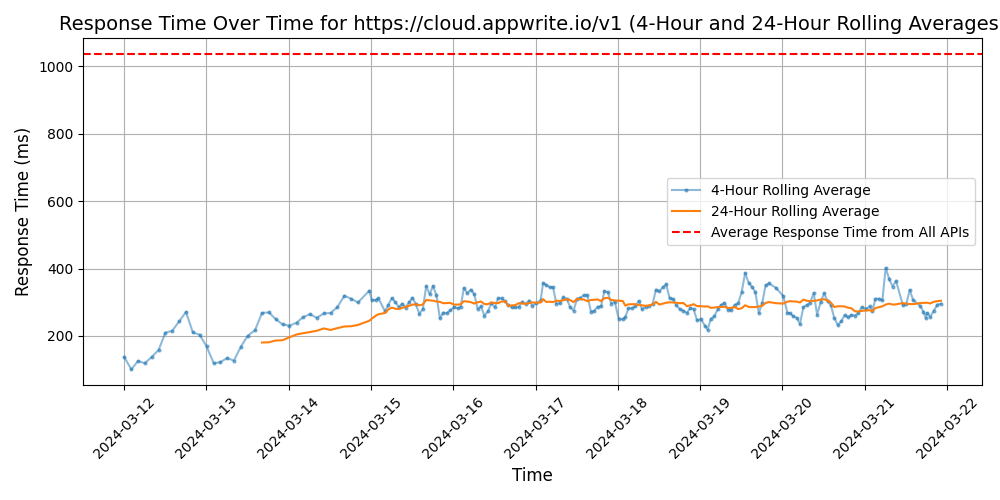 Response Time Over Time for https://cloud.appwrite.io/v1 (4-Hour and 24-Hour Rolling Averages
1000
800
600
400
200
Response Time (ms)
4-Hour Rolling Average
24-Hour Rolling Average
Average Response Time from All APIs
2024-03-12
2024-03-13
2024-03-14
2024-03-15
2024-03-16
2024-03-17
2024-03-18
2024-03-19
2024-03-20
2024-03-21
2024-03-22
Time